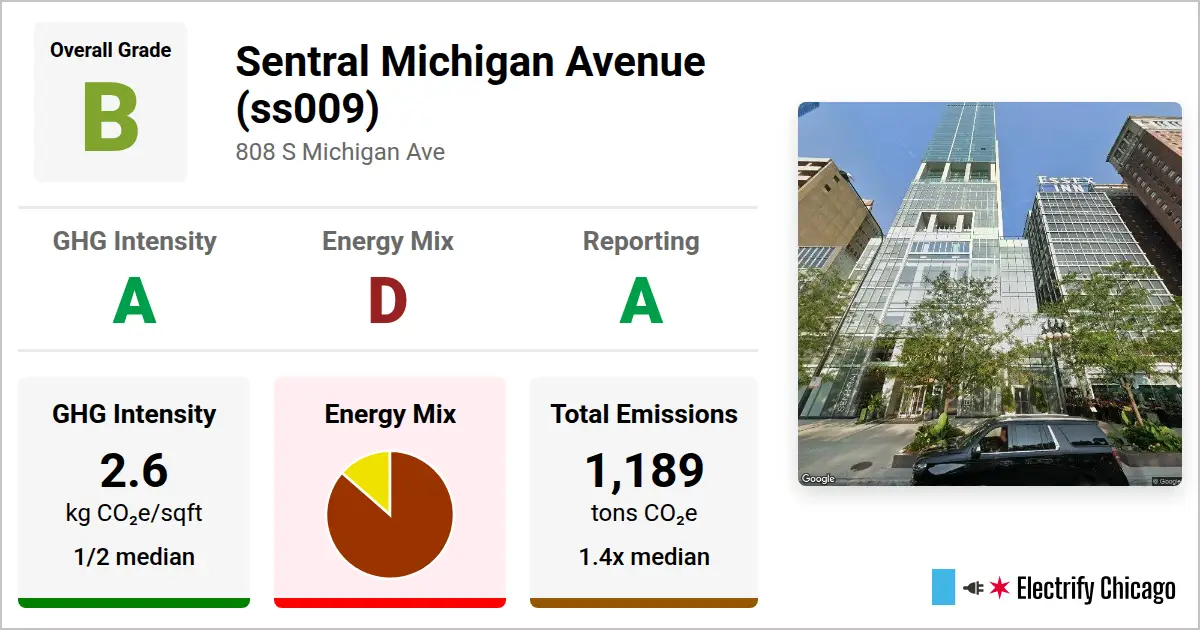 Overall Grade
B
Sentral Michigan Avenue
(ss009)
808 S Michigan Ave
GHG Intensity
A
Energy Mix
D
Reporting
A
GHG Intensity
2.6
kg CO₂e/sqft
1/2 median
Energy Mix
Total Emissions
1,189
tons CO₂e
1.4x median
ESSEX
INN
Google
© Google
Electrify Chicago